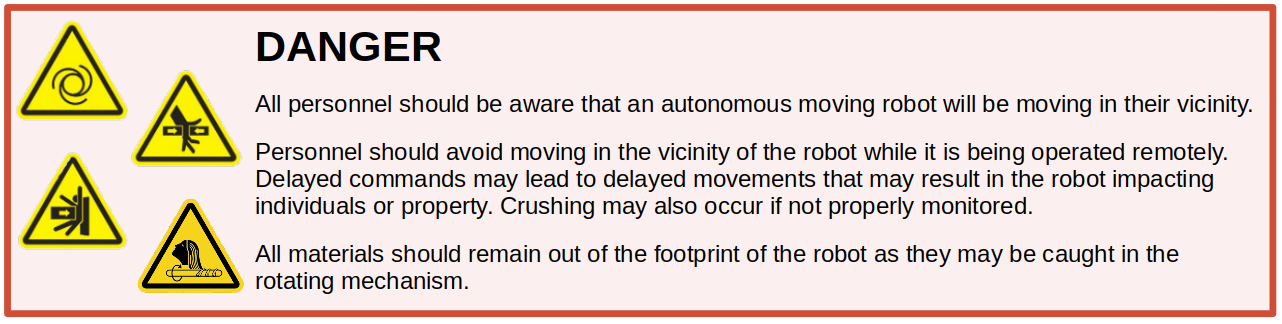 DANGER
All personnel should be aware that an autonomous moving robot will be moving in their vicinity.
Personnel should avoid moving in the vicinity of the robot while it is being operated remotely.
Delayed commands may lead to delayed movements that may result in the robot impacting
individuals or property. Crushing may also occur if not properly monitored.
All materials should remain out of the footprint of the robot as they may be caught in the
rotating mechanism.